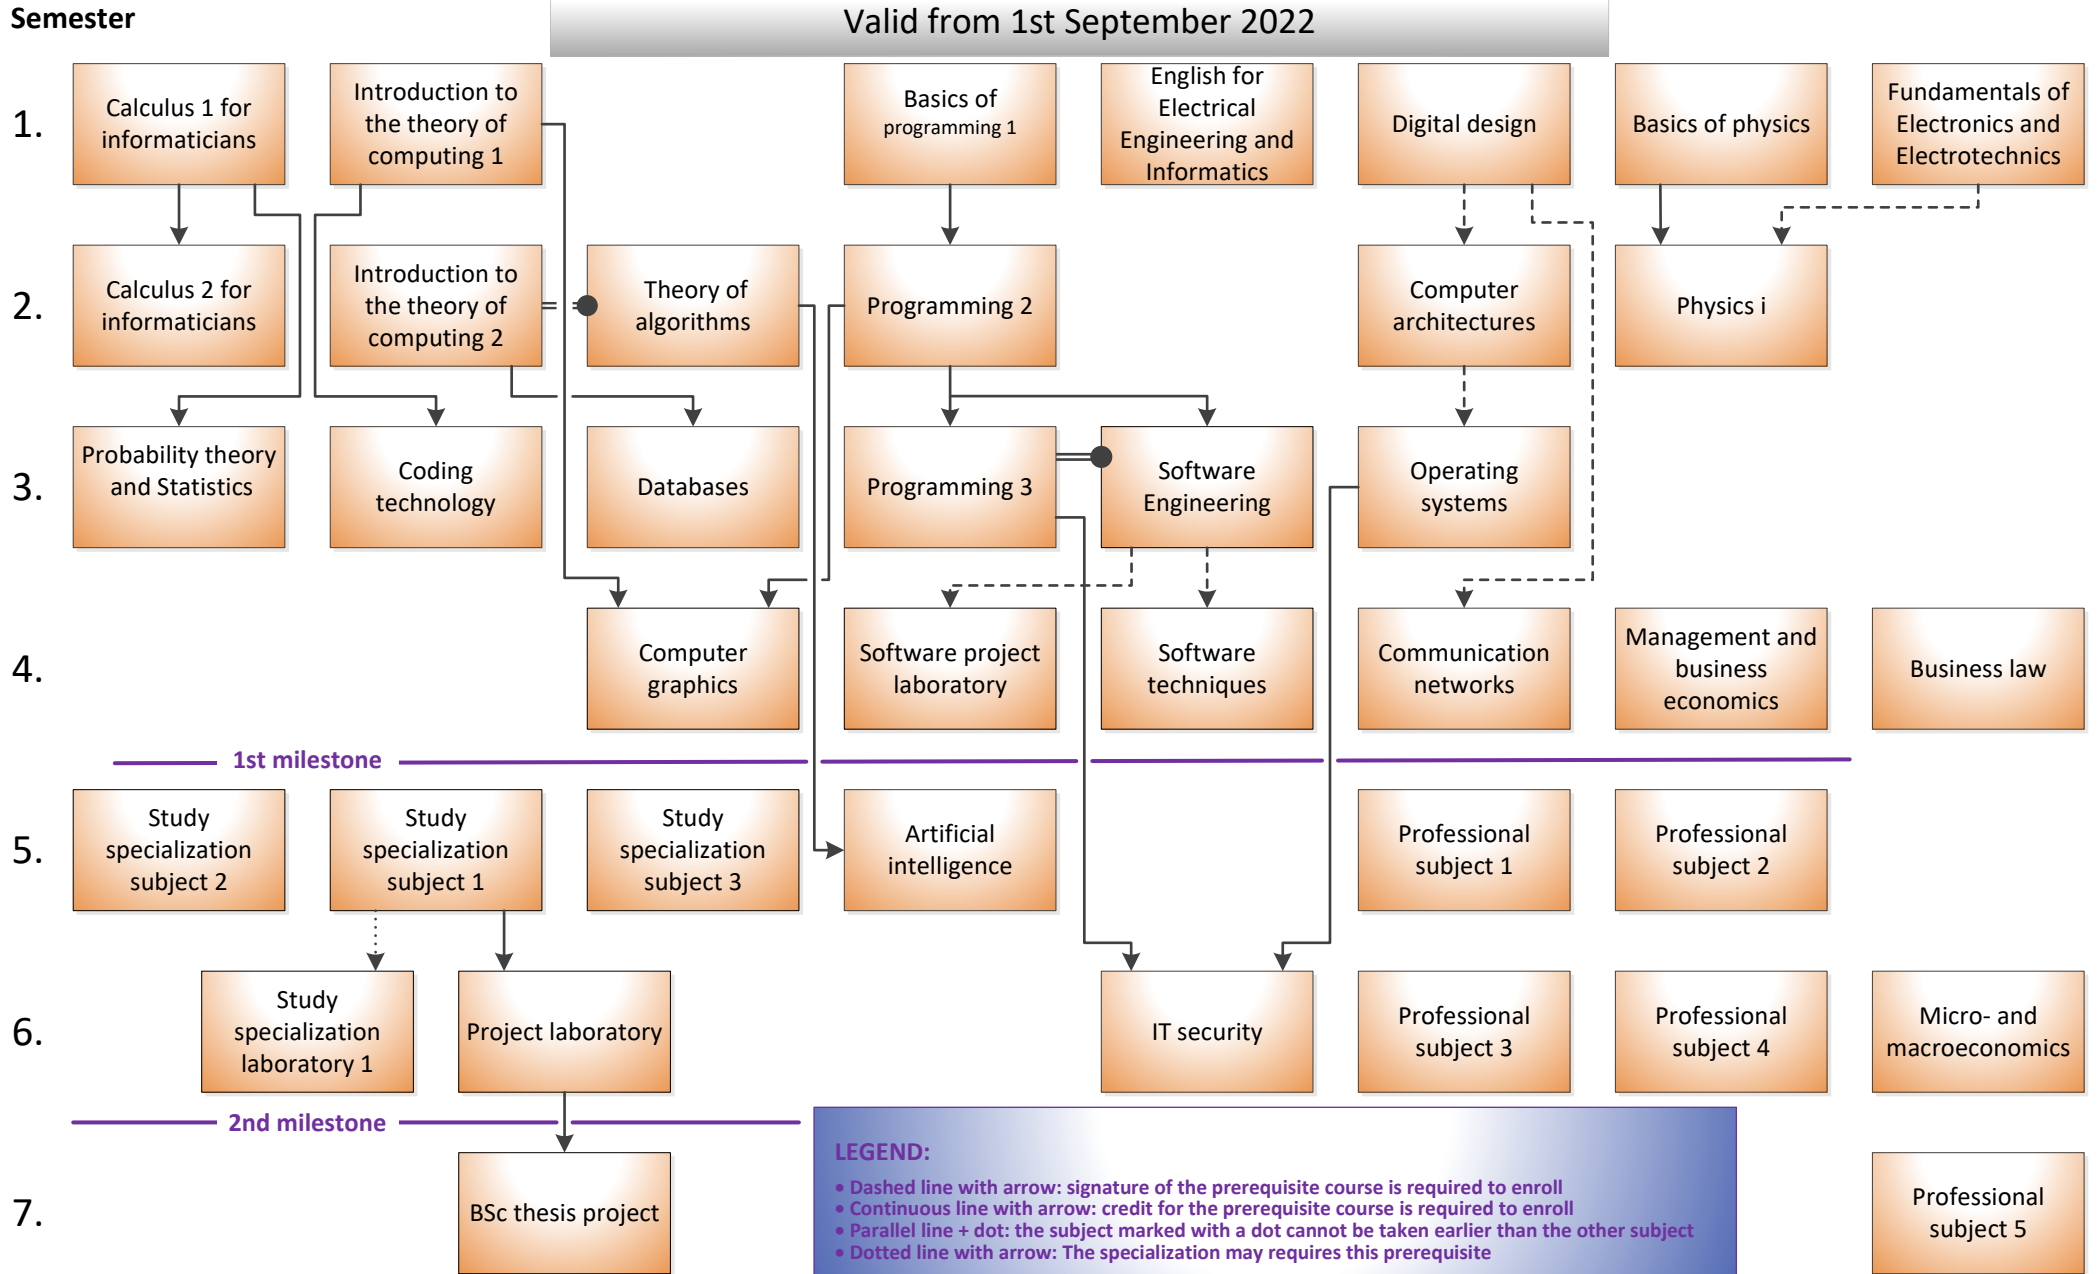 Semester
Valid from 1st September 2022
1.
Calculus 1 for
informaticians
Introduction to
the theory of
computing 1
Basics of
programming 1
English for
Electrical
Engineering and
Informatics
Digital design
Basics of physics
Fundamentals of
Electronics and
Electrotechnics
2.
Calculus 2 for
informaticians
Introduction to
the theory of
computing 2
Theory of
algorithms
Programming 2
Computer
architectures
Physics i
3.
Probability theory
and Statistics
Coding
technology
Databases
Programming 3
Software
Engineering
Operating
systems
4.
Computer
graphics
Software project
laboratory
Software
techniques
Communication
networks
Management and
business
economics
Business law
1st milestone
5.
Study
specialization
subject 2
Study
specialization
subject 1
Study
specialization
subject 3
Artificial
intelligence
Professional
subject 1
Professional
subject 2
6.
Study
specialization
laboratory 1
Project laboratory
IT security
Professional
subject 3
Professional
subject 4
Micro- and
macroeconomics
2nd milestone
7.
BSc thesis project
LEGEND:
• Dashed line with arrow: signature of the prerequisite course is required to enroll
• Continuous line with arrow: credit for the prerequisite course is required to enroll
• Parallel line + dot: the subject marked with a dot cannot be taken earlier than the other subject
• Dotted line with arrow: The specialization may requires this prerequisite
Professional
subject 5